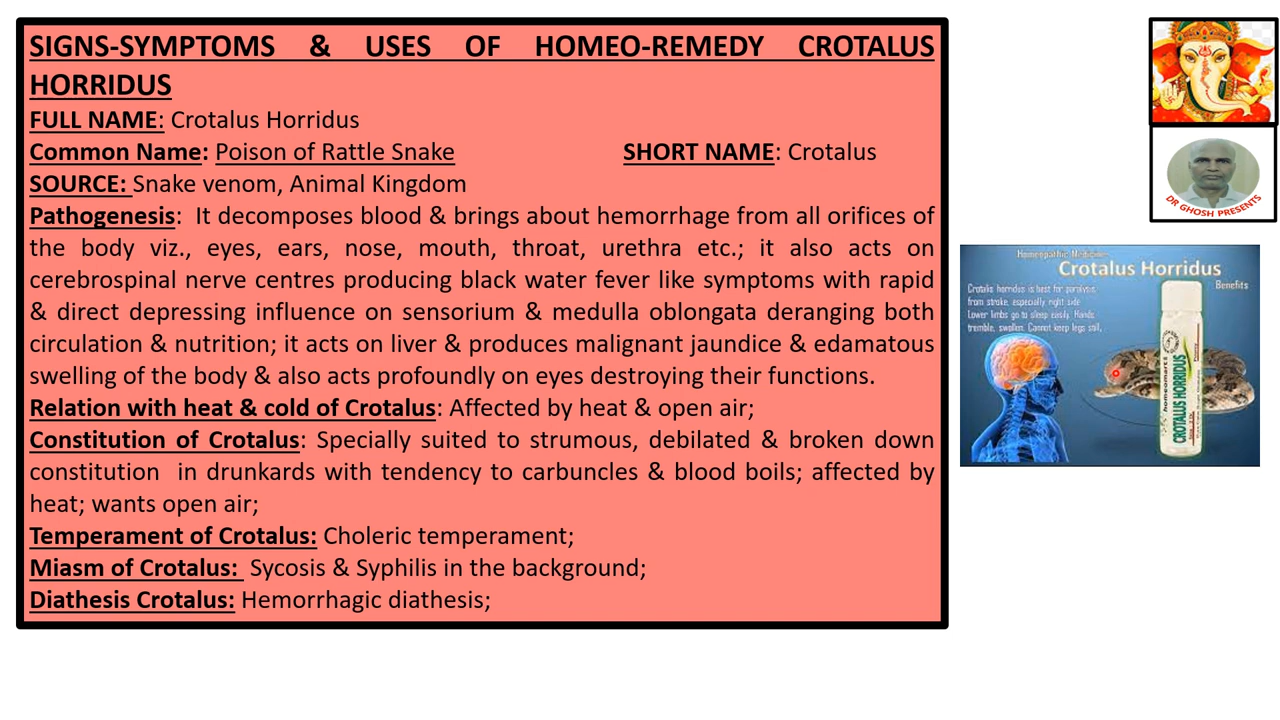 SIGNS-SYMPTOMS & USES OF HOMEO-REMEDY CROTALUS
HORRIDUS
FULL NAME: Crotalus Horridus
Common Name: Poison of Rattle Snake SHORT NAME: Crotalus
SOURCE: Snake venom, Animal Kingdom
Pathogenesis: It decomposes blood & brings about hemorrhage from all orifices of
the body viz., eyes, ears, nose, mouth, throat, urethra etc.; it also acts on
cerebrospinal nerve centres producing black water fever like symptoms with rapid
& direct depressing influence on sensorium & medulla oblongata deranging both
circulation & nutrition; it acts on liver & produces malignant jaundice & edamatous
swelling of the body & also acts profoundly on eyes destroying their functions.
Relation with heat & cold of Crotalus: Affected by heat & open air;
Constitution of Crotalus: Specially suited to strumous, debilated & broken down
constitution in drunkards with tendency to carbuncles & blood boils; affected by
heat; wants open air;
Temperament of Crotalus: Choleric temperament;
Miasm of Crotalus: Sycosis & Syphilis in the background;
Diathesis Crotalus: Hemorrhagic diathesis;
DR GHOSH PRESENTS
Homeopathic Medicine
Crotalus Horridus
Benefits
Crotalis horridus is best for paralysis,
from stroke, especially right side
Lower limbs go to sleep easily. Hands
tremble, swollen. Cannot keep legs still,
homeomarts
CROTALUS HORRIDUS